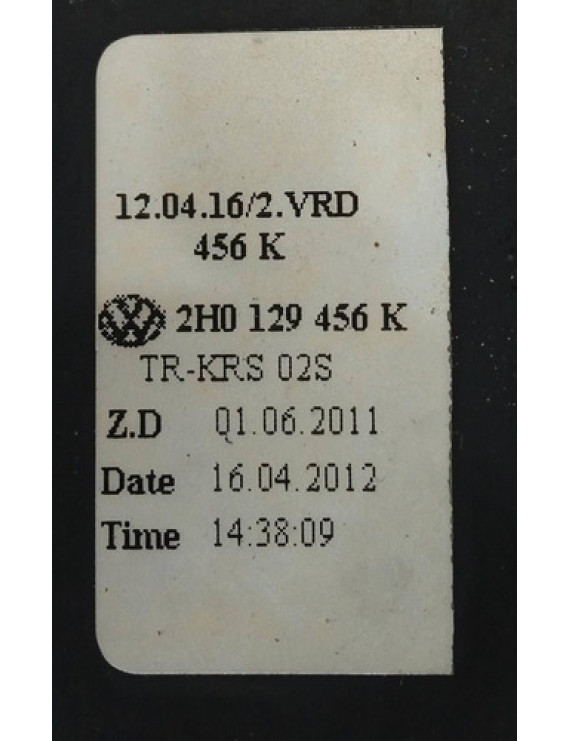 12.04.16/2.VRD
456 K
2H0 129 456 K
TR-KRS 02S
Z.D 01.06.2011
Date 16.04.2012
Time 14:38:09